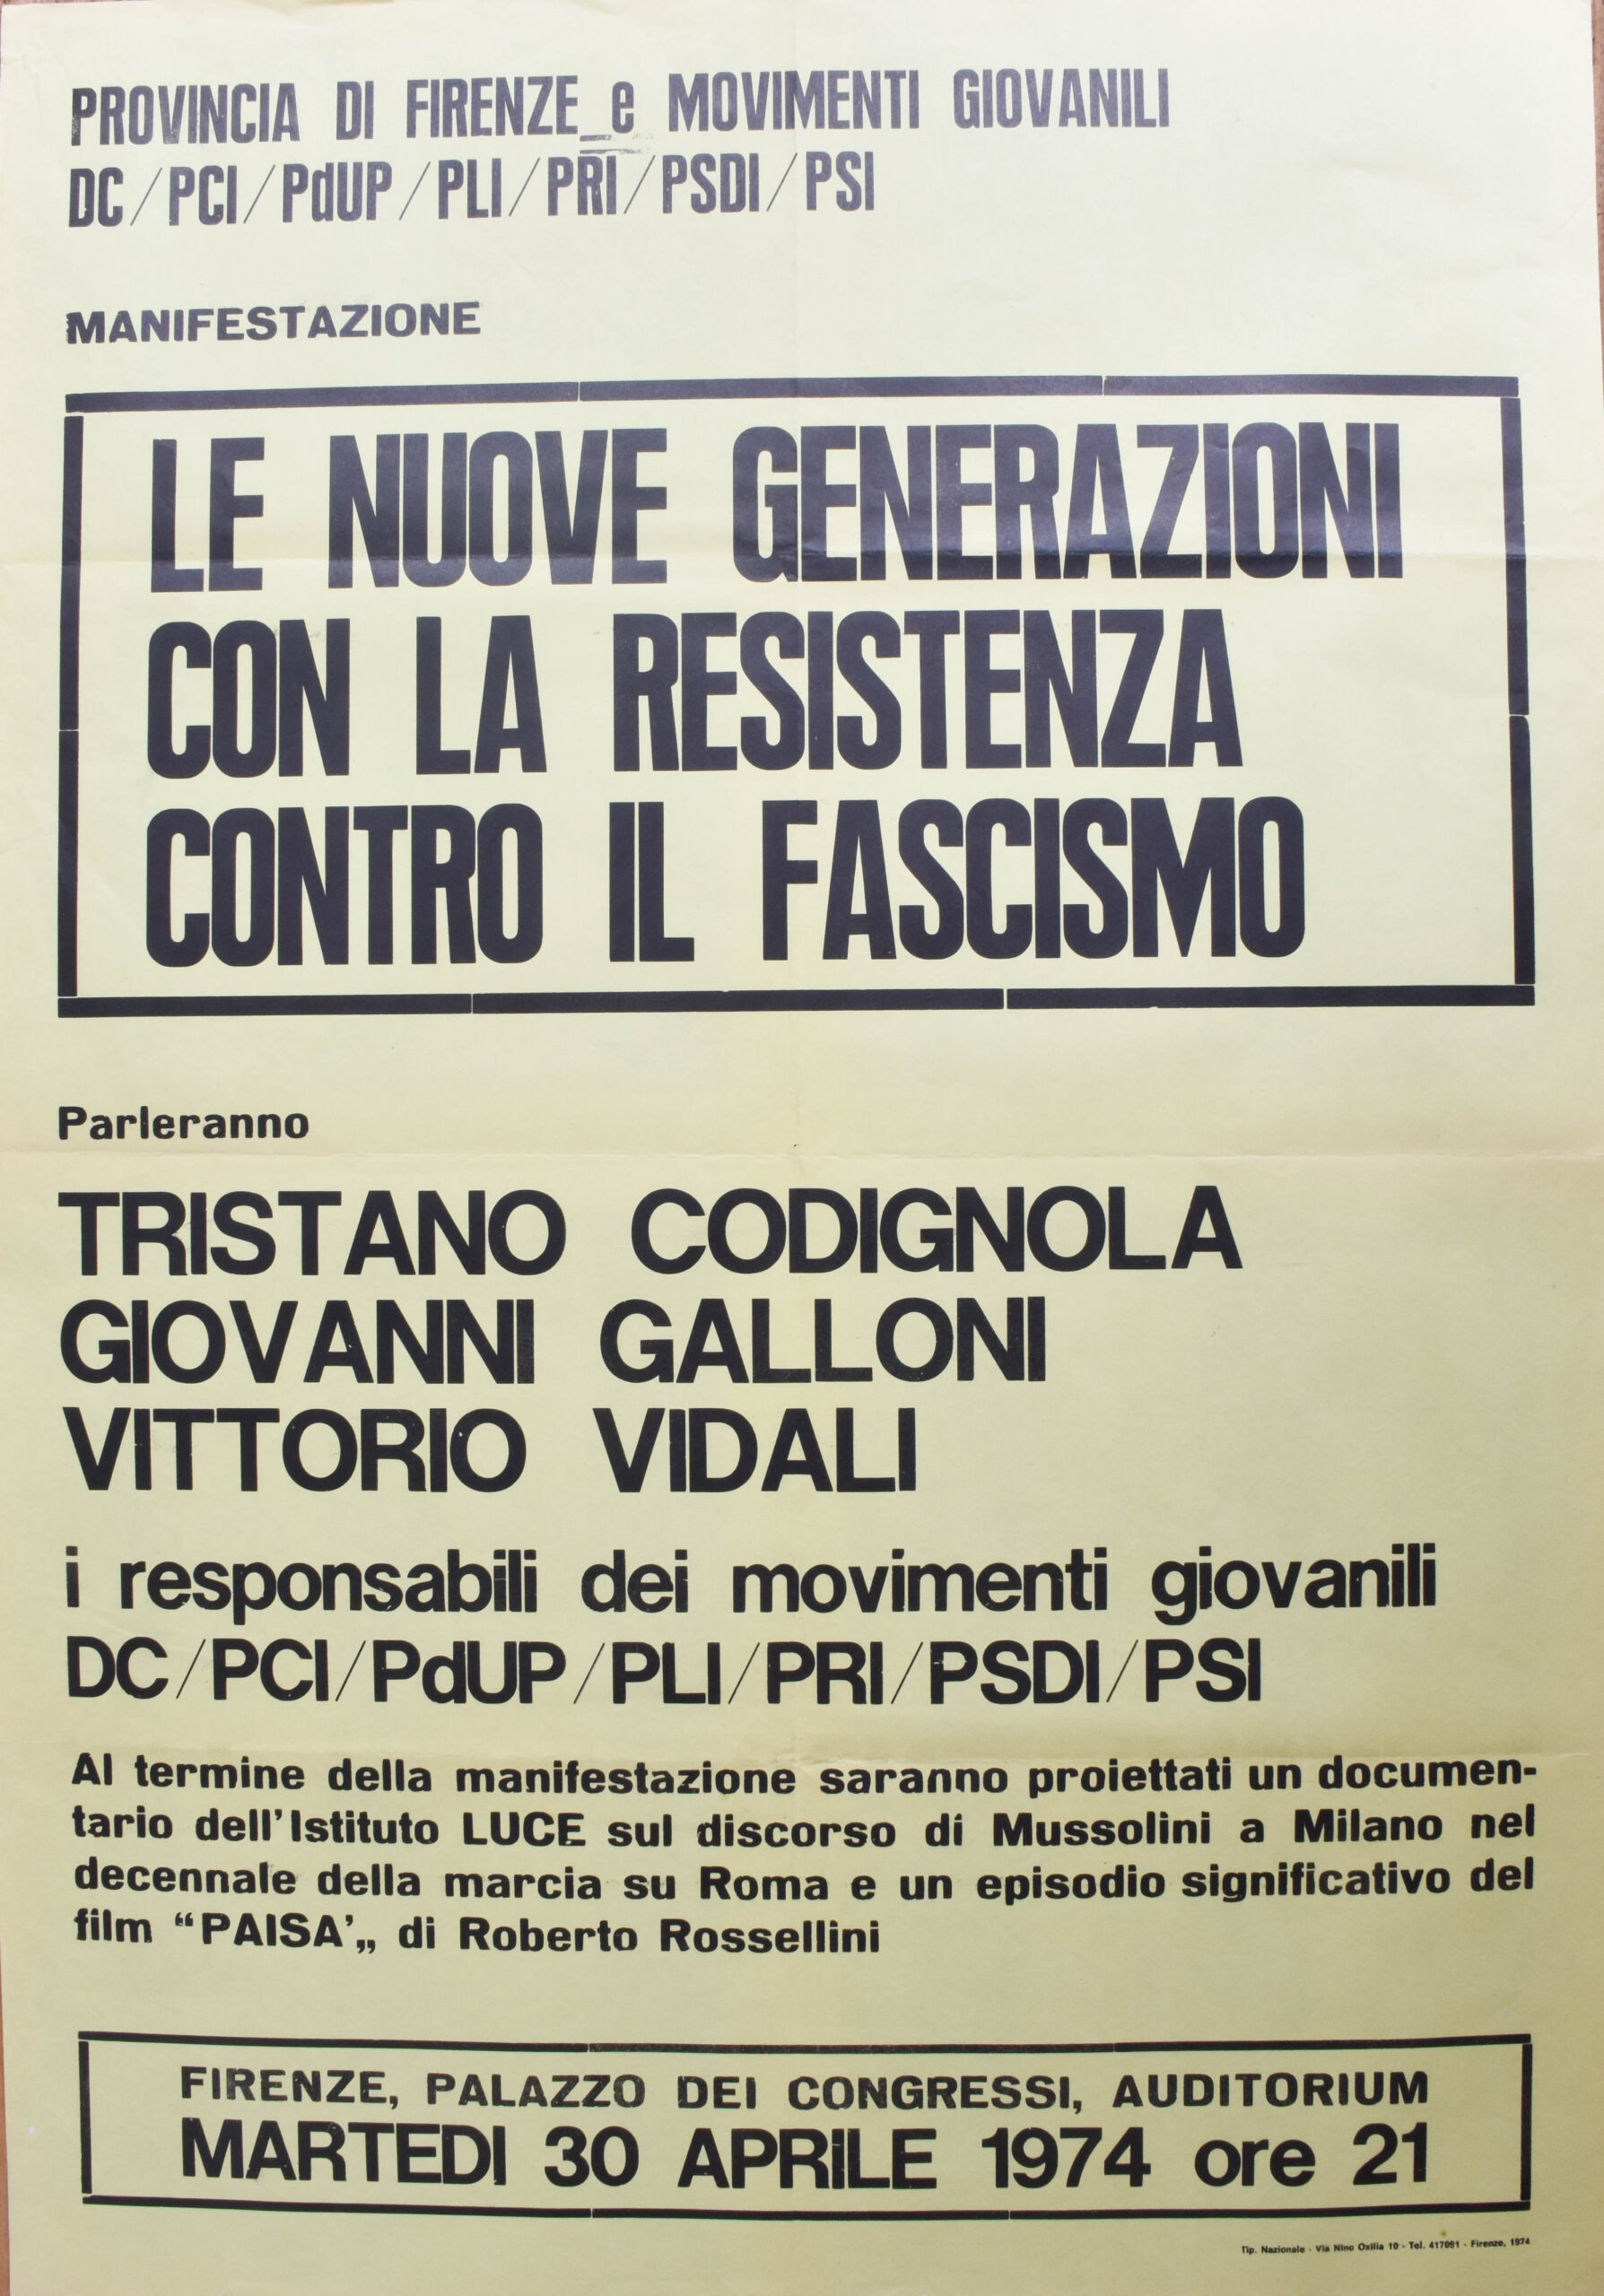 PROVINCIA DI FIRENZE e MOVIMENTI GIOVANILI
DC/PCI/PdUP/PLI/PRI/PSDI/PSI
MANIFESTAZIONE
LE NUOVE GENERAZIONI
CON LA RESISTENZA
CONTRO IL FASCISMO
Parleranno
TRISTANO CODIGNOLA
GIOVANNI GALLONI
VITTORIO VIDALI
i responsabili dei movimenti giovanili
DC/PCI/PdUP/PLI/PRI/PSDI/PSI
Al termine della manifestazione saranno proiettati un documen-
tario dell'Istituto LUCE sul discorso di Mussolini a Milano nel
decennale della marcia su Roma e un episodio significativo del
film “PAISA'„ di Roberto Rossellini
FIRENZE, PALAZZO DEI CONGRESSI, AUDITORIUM
MARTEDI 30 APRILE 1974 ore 21
Tip. Nazionale - Via Nino Oxilia 10 - Tel. 417091 - Firenze, 1974